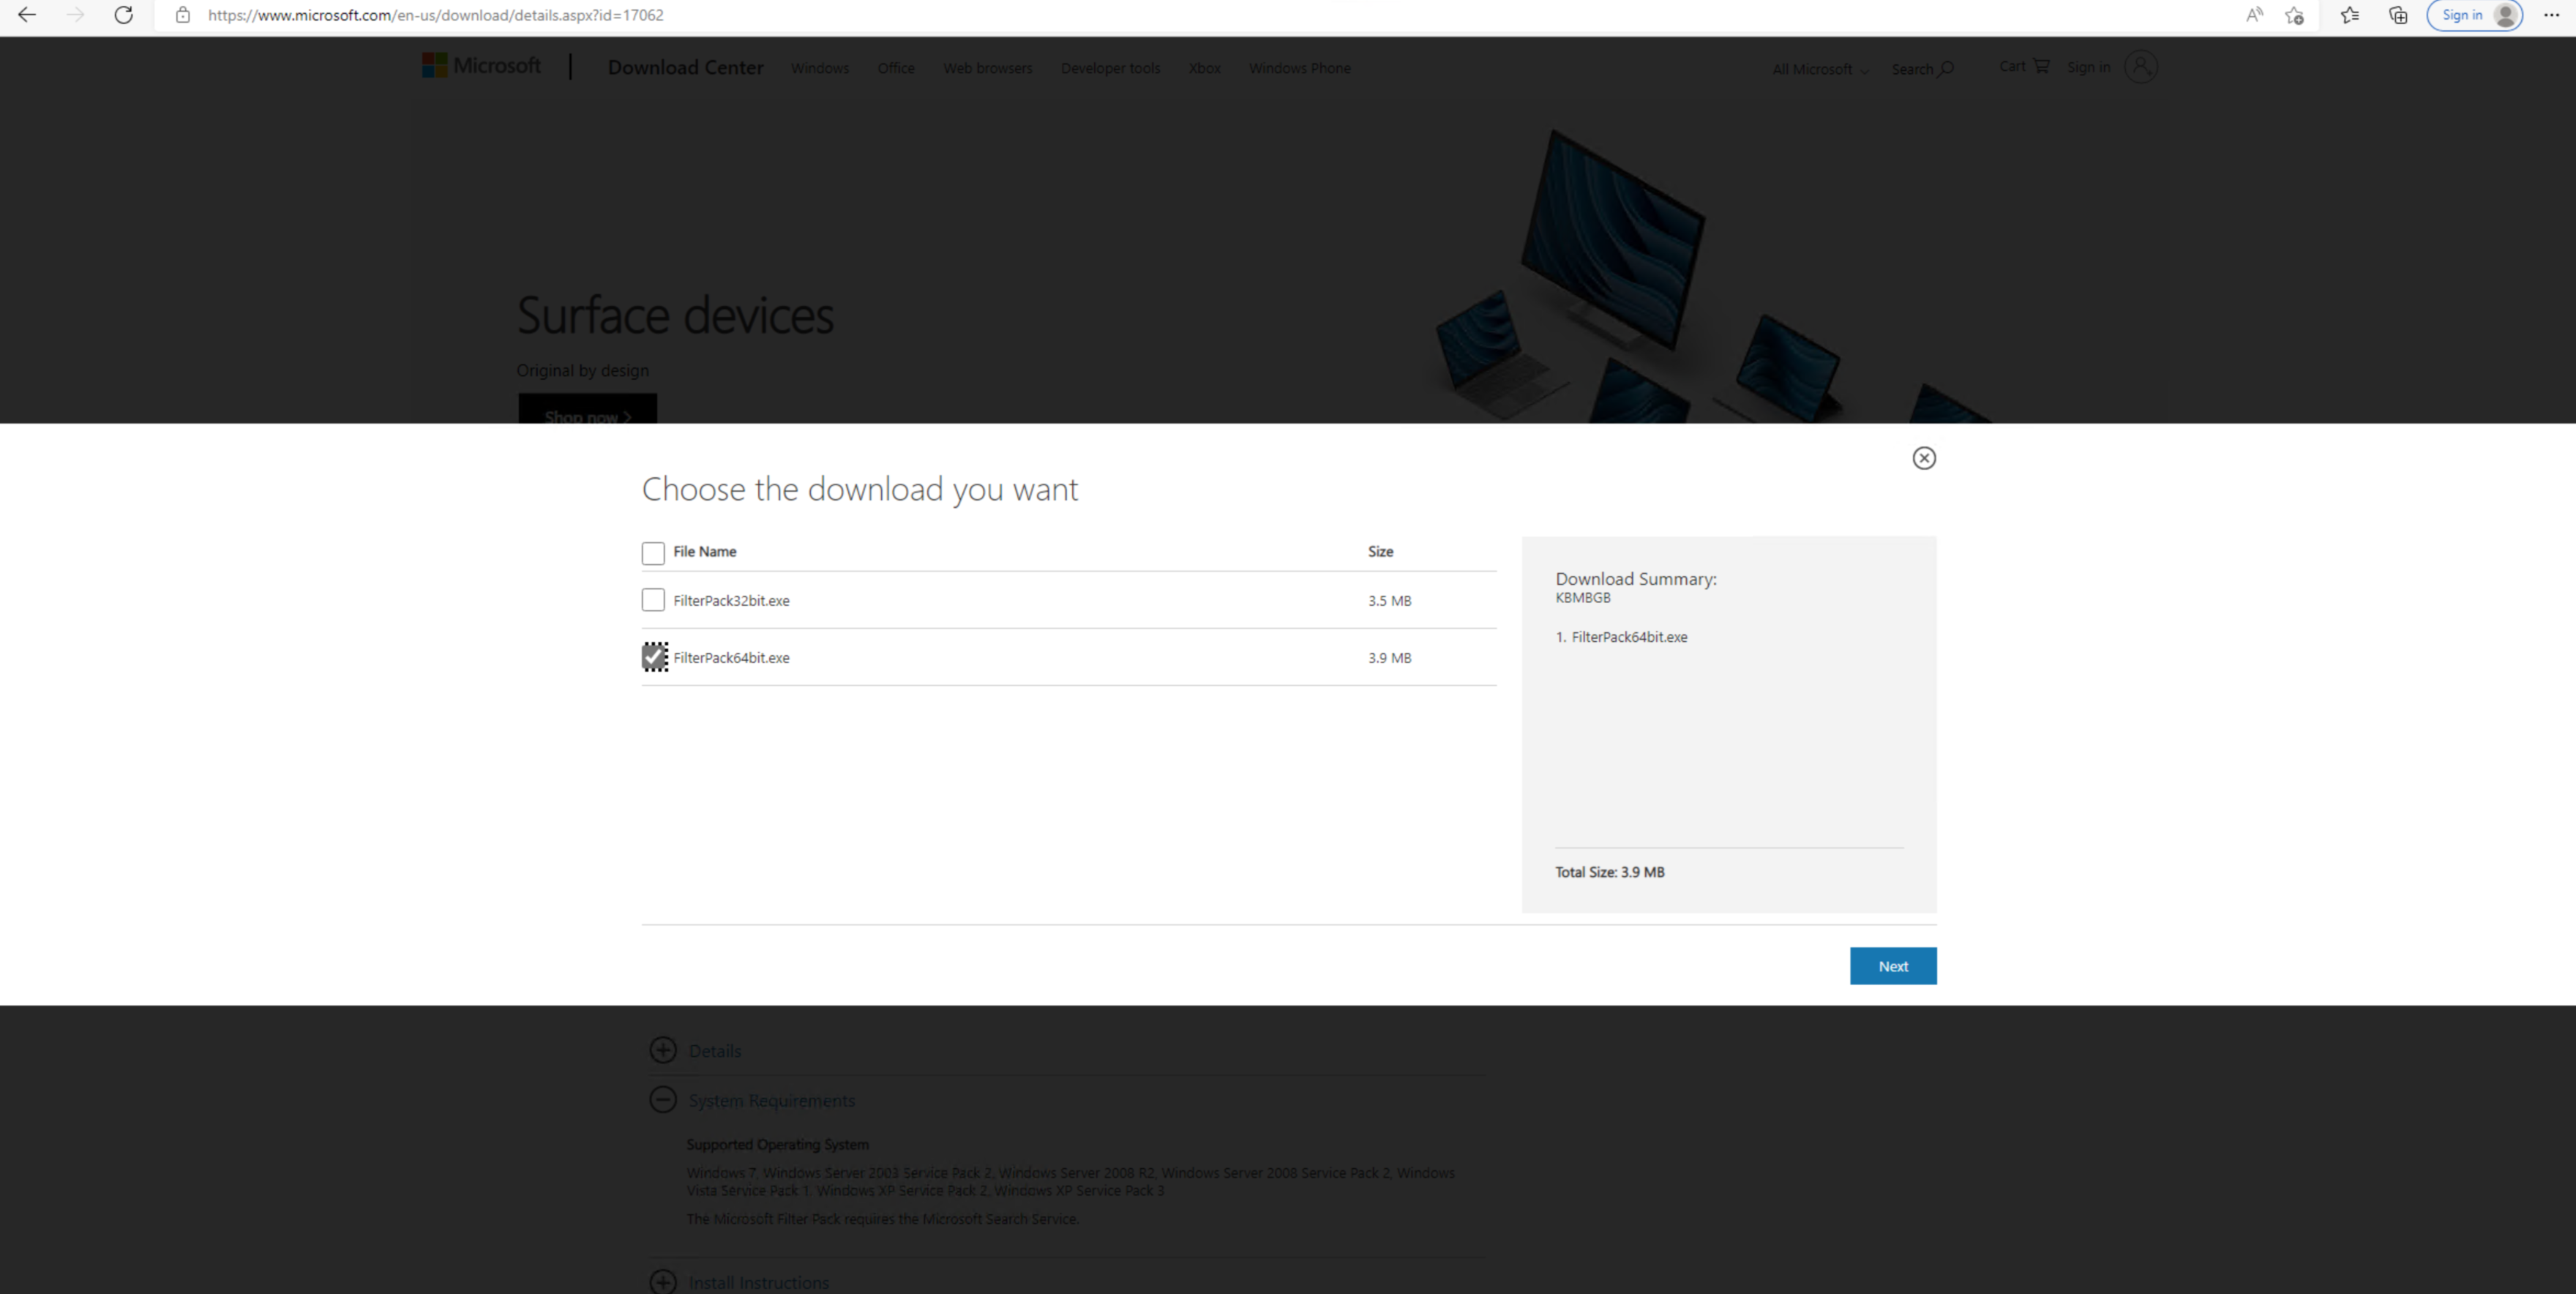 https://www.microsoft.com/en-us/download/details.aspx?id=17062
Sign in
Microsoft
Download Center
Windows
Office
Web browsers
Developer tools
Xbox
Windows Phone
All Microsoft
Search
Cart
Sign in
Surface devices
Original by design
Shop now >
Choose the download you want
File Name Size
FilterPack32bit.exe 3.5 MB
FilterPack64bit.exe 3.9 MB
Download Summary:
KBMBGB
1. FilterPack64bit.exe
Total Size: 3.9 MB
Next
Details
System Requirements
Supported Operating System
Windows 7, Windows Server 2003 Service Pack 2, Windows Server 2008 R2, Windows Server 2008 Service Pack 2, Windows
Vista Service Pack 1, Windows XP Service Pack 2, Windows XP Service Pack 3
The Microsoft Filter Pack requires the Microsoft Search Service.
Install Instructions